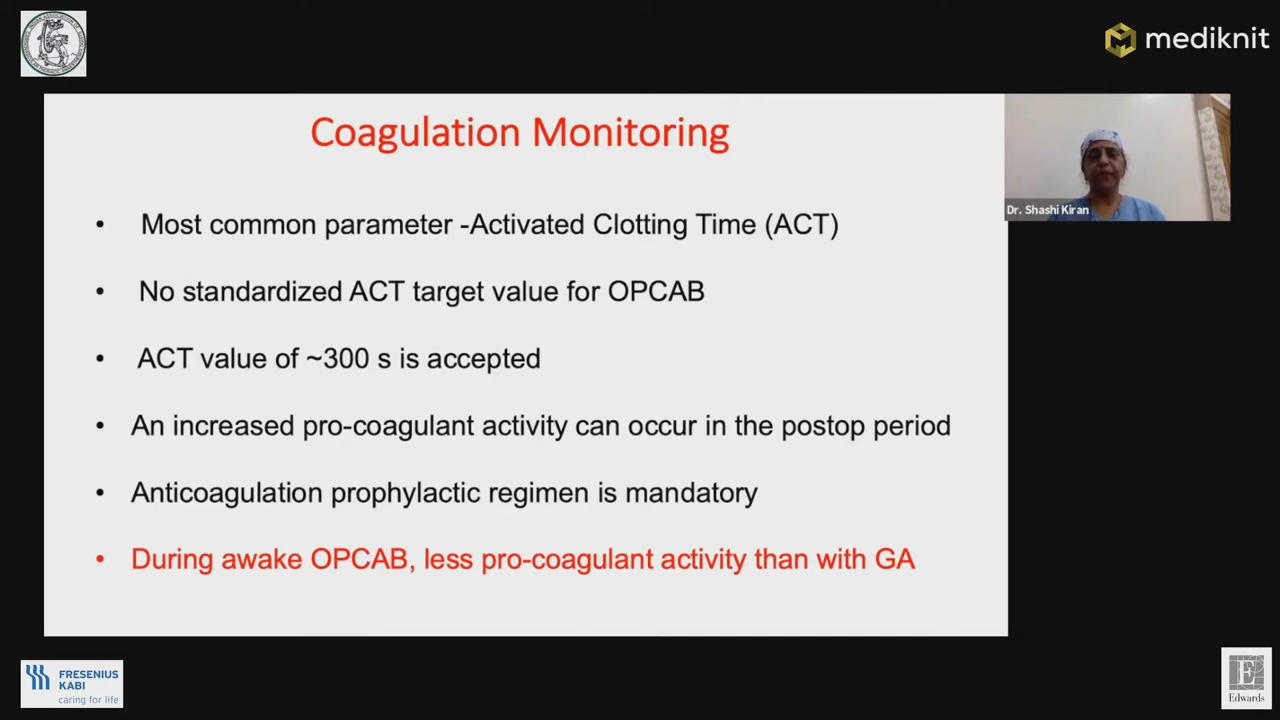 mediknit
Coagulation Monitoring
Dr. Shashi Kiran
• Most common parameter -Activated Clotting Time (ACT)
• No standardized ACT target value for OPCAB
• ACT value of ~300 s is accepted
• An increased pro-coagulant activity can occur in the postop period
• Anticoagulation prophylactic regimen is mandatory
• During awake OPCAB, less pro-coagulant activity than with GA
FRESENIUS
KABI
caring for life
E
Edwards